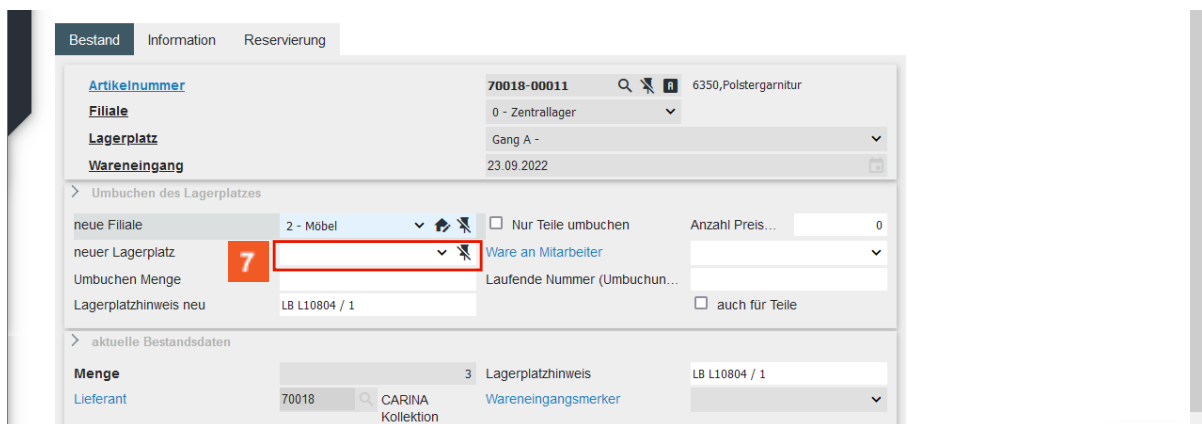 Bestand Information Reservierung
Artikelnummer 70018-00011 A 6350,Polstergarnitur
Filiale 0 - Zentrallager
Lagerplatz Gang A -
Wareneingang 23.09.2022
Umbuchen des Lagerplatzes
neue Filiale 2 - Möbel Nur Teile umbuchen Anzahl Preis... 0
neuer Lagerplatz 7 Ware an Mitarbeiter
Umbuchen Menge Laufende Nummer (Umbuchun...
Lagerplatzhinweis neu LB L10804 / 1 auch für Teile
aktuelle Bestandsdaten
Menge 3 Lagerplatzhinweis LB L10804 / 1
Lieferant 70018 CARINA Wareneingangsmerker
Kollektion